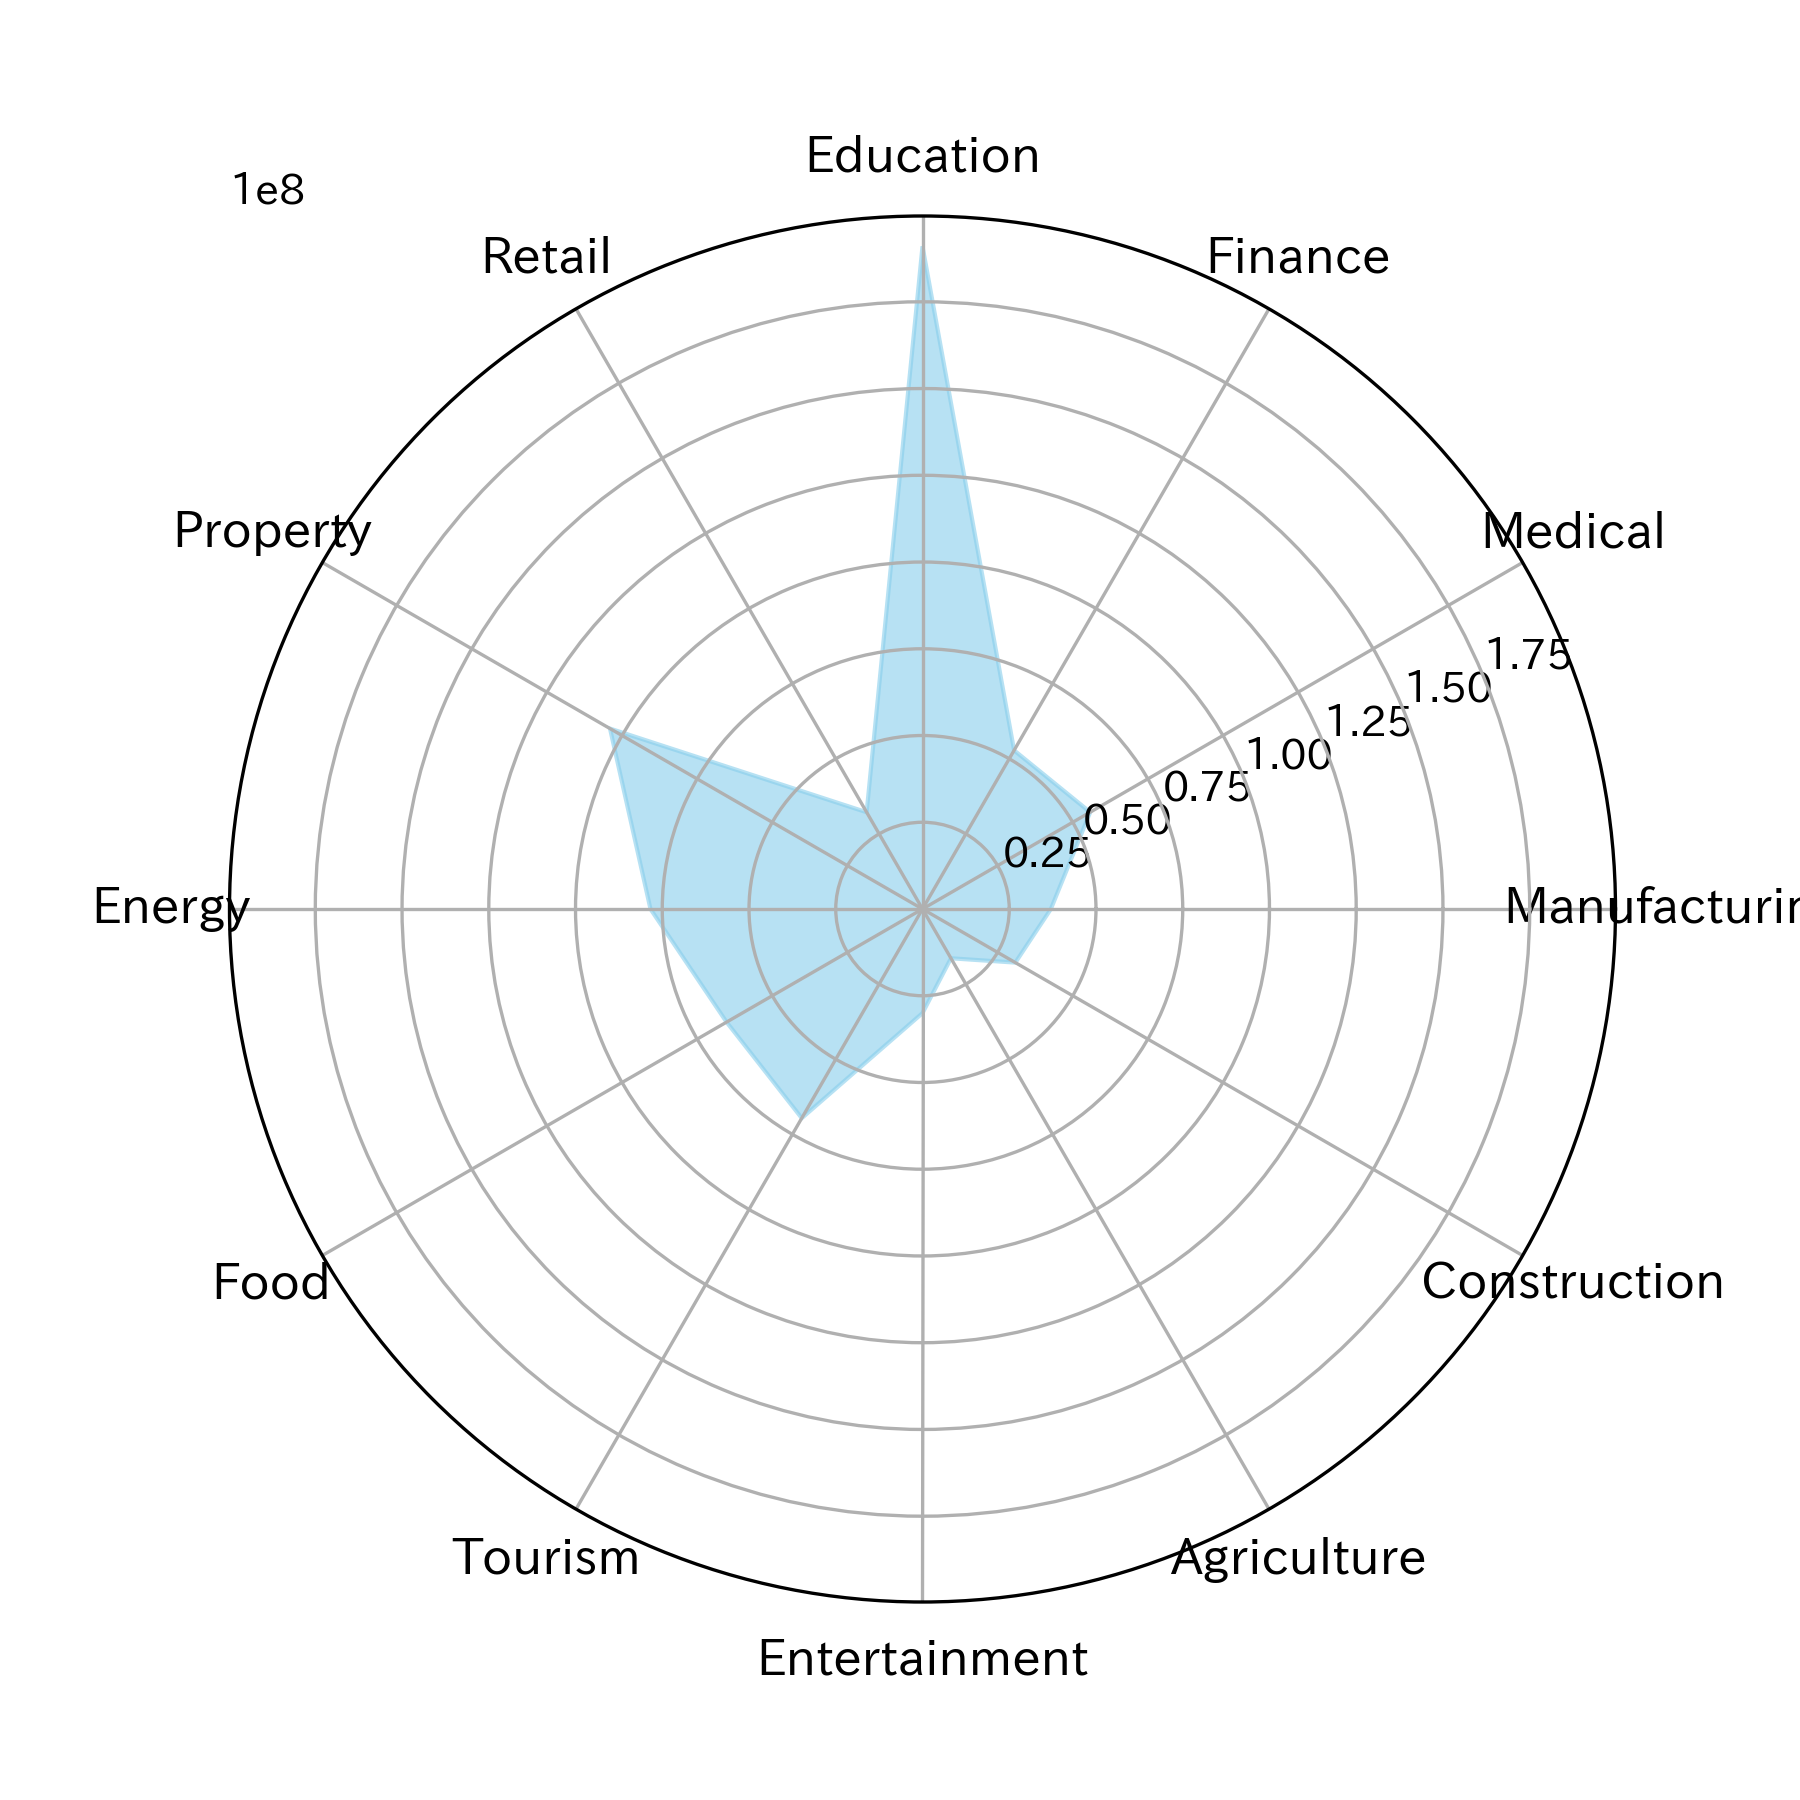 Education
1e8
Retail
Finance
Property
Medical
1.75
1.50
1.25
1.00
0.75
0.50
0.25
Energy
Manufacturin
Food
Construction
Tourism
Agriculture
Entertainment